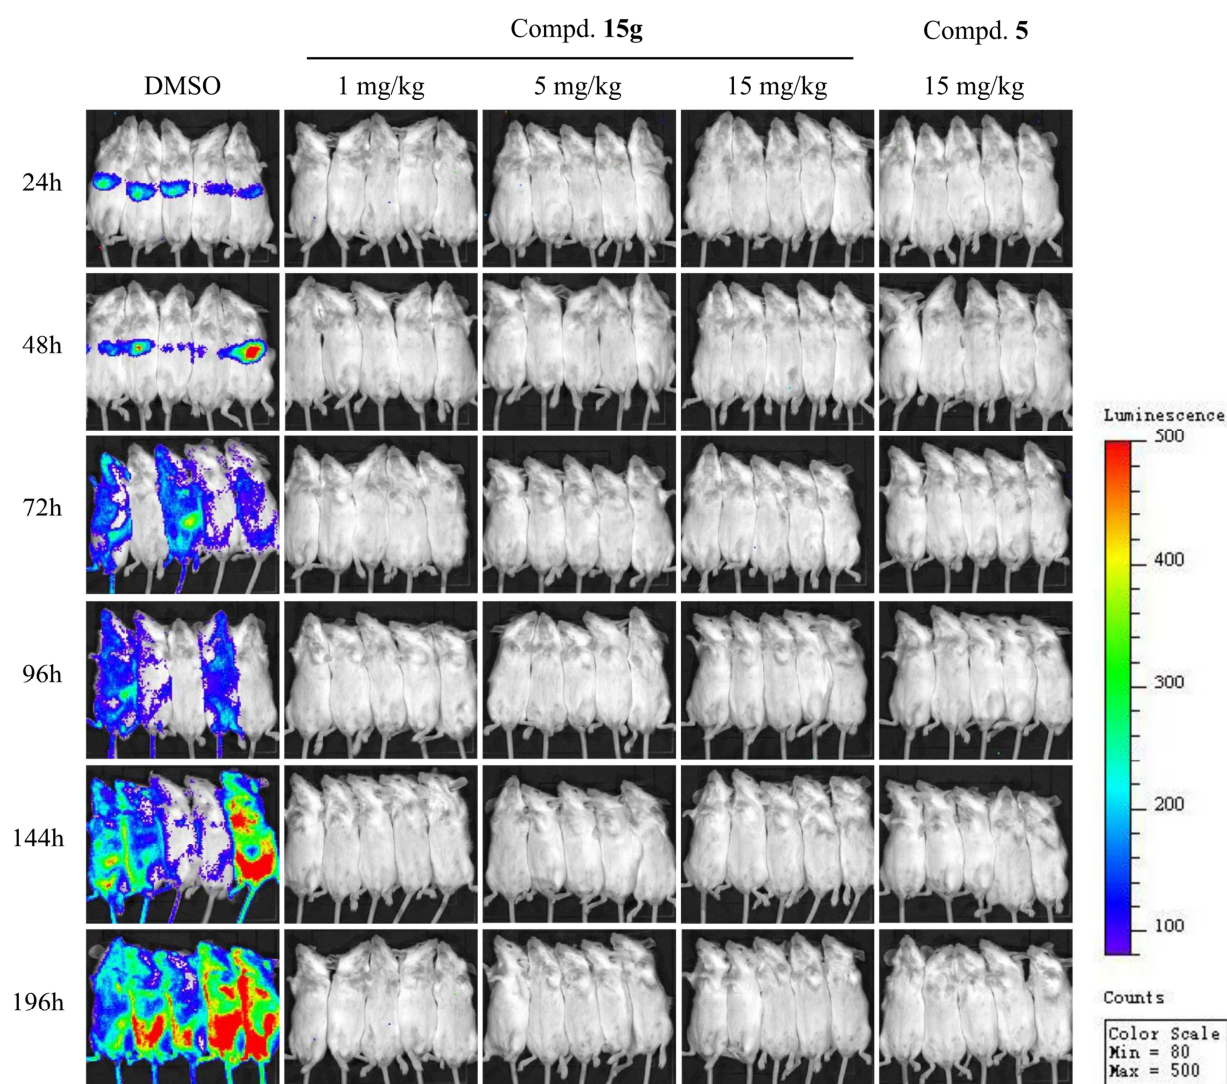 Compd. 15g
Compd. 5
DMSO
1 mg/kg
5 mg/kg
15 mg/kg
15 mg/kg
24h
48h
72h
96h
144h
196h
Luminescence
500
400
300
200
100
Counts
Color Scale
Min = 80
Max = 500